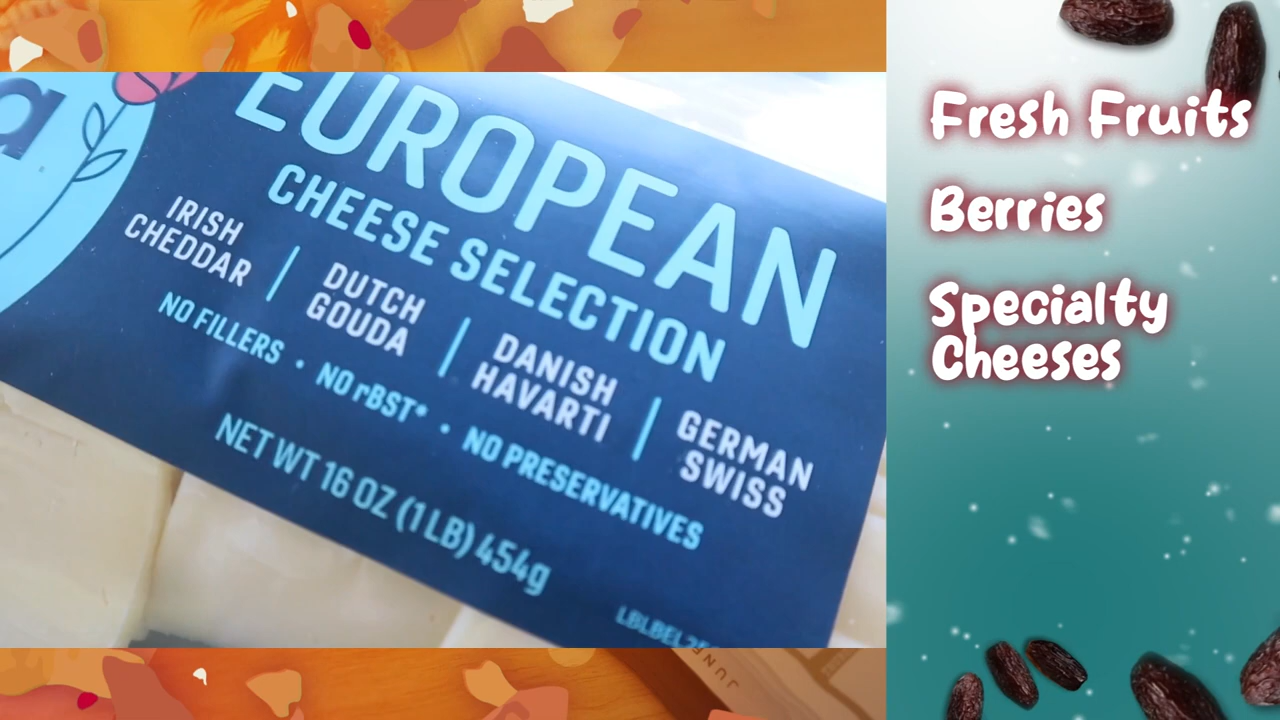 a
EUROPEAN
CHEESE SELECTION
IRISH
CHEDDAR
DUTCH
GOUDA
DANISH
HAVARTI
GERMAN
SWISS
NO FILLERS • NO rBST* • NO PRESERVATIVES
NET WT 16 OZ (1 LB) 454g
Fresh Fruits
Berries
Specialty
Cheeses